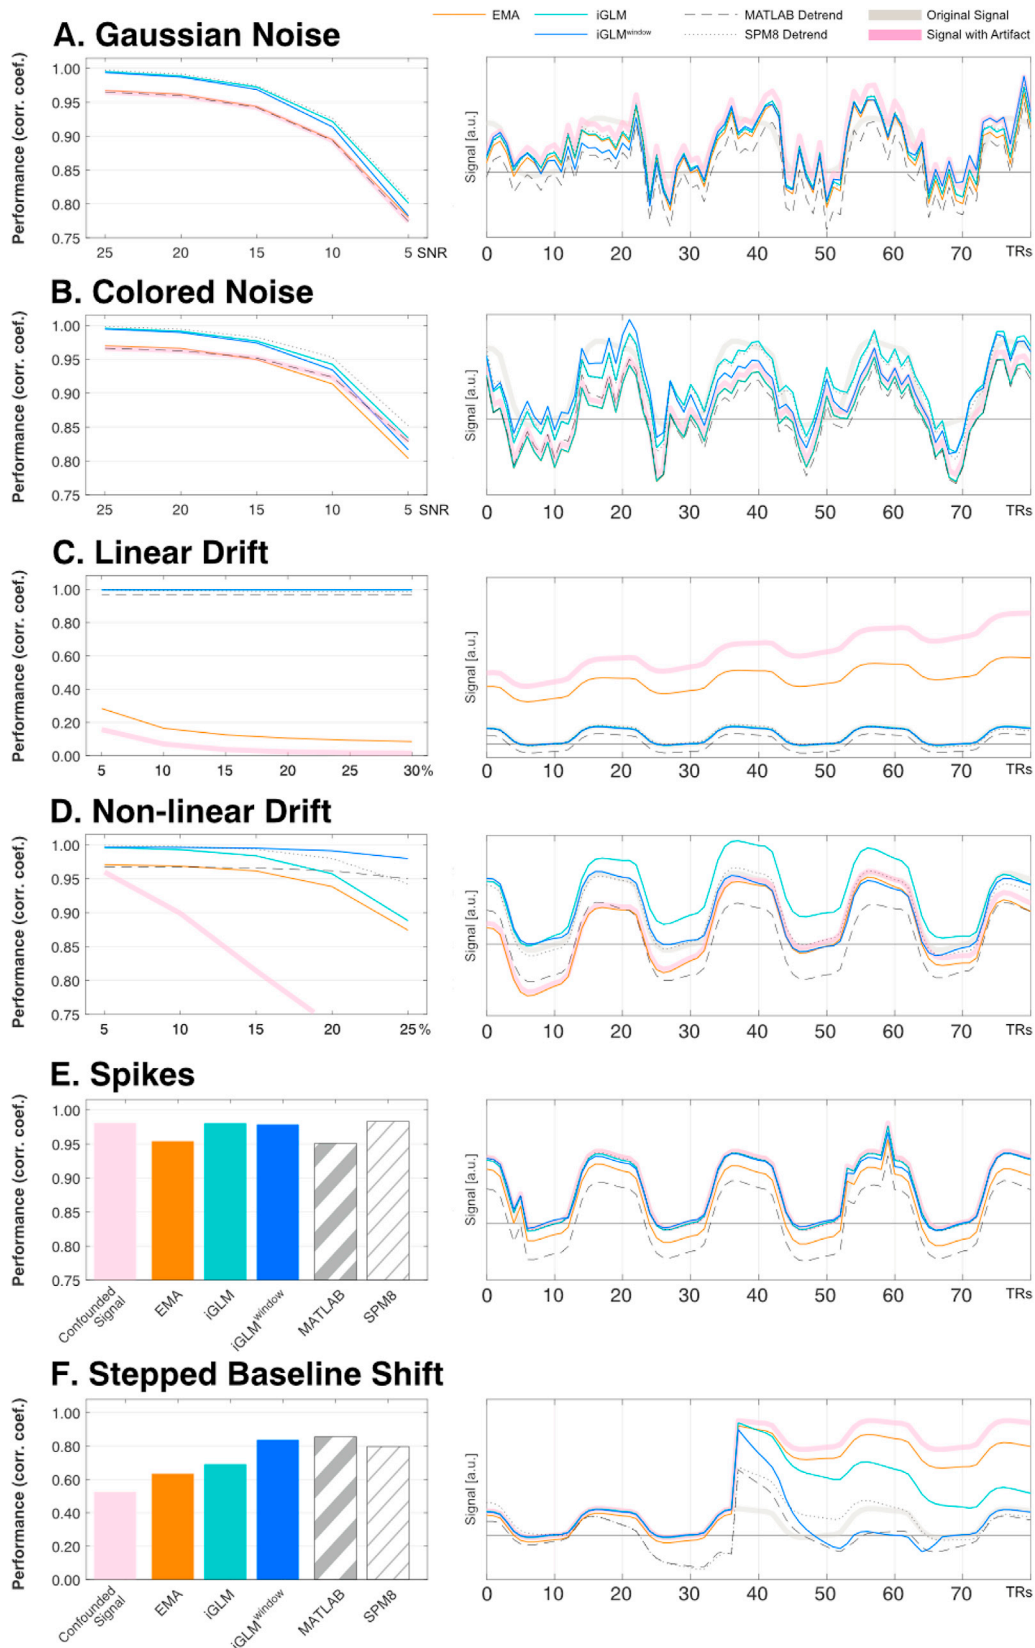 EMA
iGLM
iGLMwindow
MATLAB Detrend
SPM8 Detrend
Original Signal
Signal with Artifact
A. Gaussian Noise
Performance (corr. coef.)
1.00
0.95
0.90
0.85
0.80
0.75
25 20 15 10 5 SNR
Signal [a.u.]
0 10 20 30 40 50 60 70 TRs
B. Colored Noise
Performance (corr. coef.)
1.00
0.95
0.90
0.85
0.80
0.75
25 20 15 10 5 SNR
Signal [a.u.]
0 10 20 30 40 50 60 70 TRs
C. Linear Drift
Performance (corr. coef.)
1.00
0.80
0.60
0.40
0.20
0.00
5 10 15 20 25 30 %
Signal [a.u.]
0 10 20 30 40 50 60 70 TRs
D. Non-linear Drift
Performance (corr. coef.)
1.00
0.95
0.90
0.85
0.80
0.75
5 10 15 20 25 %
Signal [a.u.]
0 10 20 30 40 50 60 70 TRs
E. Spikes
Performance (corr. coef.)
1.00
0.95
0.90
0.85
0.80
0.75
Confounded
Signal
EMA
iGLM
iGLMwindow
MATLAB
SPM8
Signal [a.u.]
0 10 20 30 40 50 60 70 TRs
F. Stepped Baseline Shift
Performance (corr. coef.)
1.00
0.80
0.60
0.40
0.20
0.00
Confounded
Signal
EMA
iGLM
iGLMwindow
MATLAB
SPM8
Signal [a.u.]
0 10 20 30 40 50 60 70 TRs